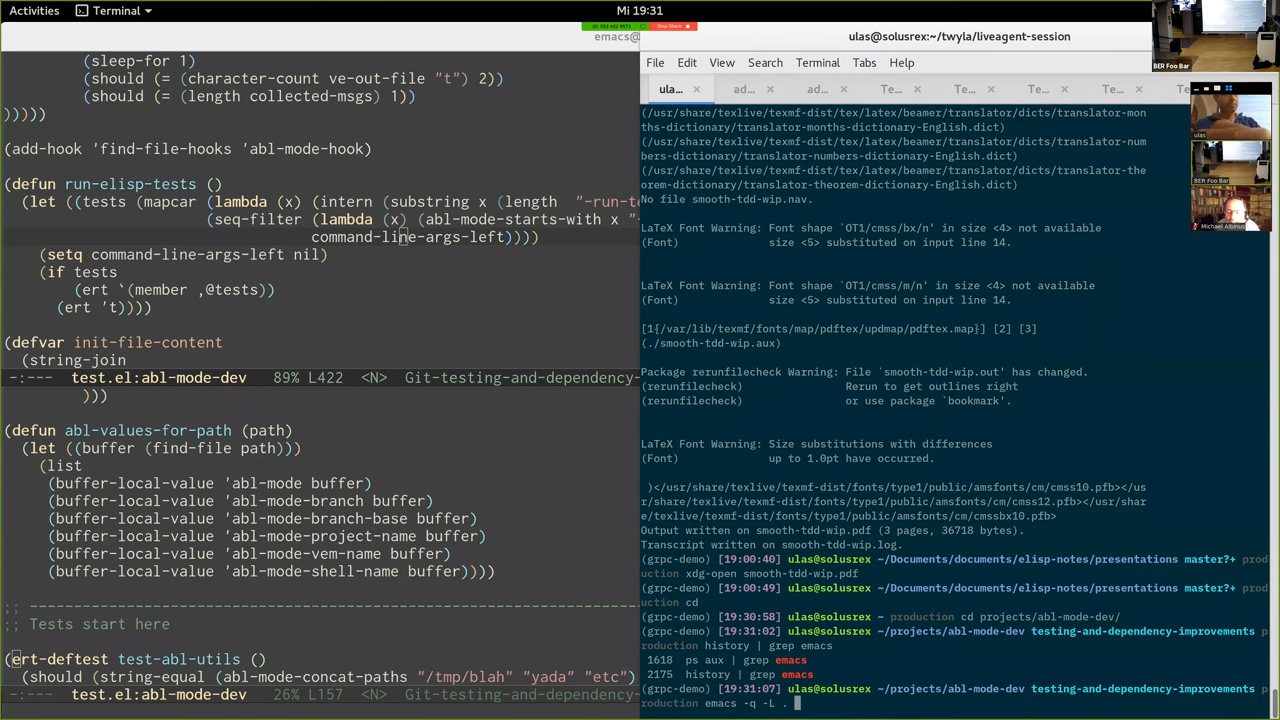 Activities
Terminal
Mi 19:31
emacs@
ulas@solusrex:~/twyla/liveagent-session
BER Foo Bar
File Edit View Search Terminal Tabs Help
ula... × ad... × ad... × Te... × Te... × Te... × Te... ×
(sleep-for 1)
(should (= (character-count ve-out-file "t") 2))
(should (= (length collected-msgs) 1))
)))))
(add-hook 'find-file-hooks 'abl-mode-hook)
(defun run-elisp-tests ()
(let ((tests (mapcar (lambda (x) (intern (substring x (length "-run-te
(seq-filter (lambda (x) (abl-mode-starts-with x "-
command-line-args-left))))
(setq command-line-args-left nil)
(if tests
(ert `(member ,@tests))
(ert 't))))
(defvar init-file-content
(string-join
-:--- test.el:abl-mode-dev 89% L422 <N> Git-testing-and-dependency-
)))
(defun abl-values-for-path (path)
(let ((buffer (find-file path)))
(list
(buffer-local-value 'abl-mode buffer)
(buffer-local-value 'abl-mode-branch buffer)
(buffer-local-value 'abl-mode-branch-base buffer)
(buffer-local-value 'abl-mode-project-name buffer)
(buffer-local-value 'abl-mode-vem-name buffer)
(buffer-local-value 'abl-mode-shell-name buffer))))
;; ----------------------------------------------------------------------
;; Tests start here
(ert-deftest test-abl-utils ()
(should (string-equal (abl-mode-concat-paths "/tmp/blah" "yada" "etc")
-:--- test.el:abl-mode-dev 26% L157 <N> Git-testing-and-dependency-
(/usr/share/texlive/texmf-dist/tex/latex/beamer/translator/dicts/translator-mon
ths-dictionary/translator-months-dictionary-English.dict)
(/usr/share/texlive/texmf-dist/tex/latex/beamer/translator/dicts/translator-num
bers-dictionary/translator-numbers-dictionary-English.dict)
(/usr/share/texlive/texmf-dist/tex/latex/beamer/translator/dicts/translator-the
orem-dictionary/translator-theorem-dictionary-English.dict)
No file smooth-tdd-wip.nav.
LaTeX Font Warning: Font shape `OT1/cmss/bx/n' in size <4> not available
(Font) size <5> substituted on input line 14.
LaTeX Font Warning: Font shape `OT1/cmss/m/n' in size <4> not available
(Font) size <5> substituted on input line 14.
[1{/var/lib/texmf/fonts/map/pdftex/updmap/pdftex.map}] [2] [3]
(./smooth-tdd-wip.aux)
Package rerunfilecheck Warning: File `smooth-tdd-wip.out' has changed.
(rerunfilecheck) Rerun to get outlines right
(rerunfilecheck) or use package `bookmark'.
LaTeX Font Warning: Size substitutions with differences
(Font) up to 1.0pt have occurred.
)</usr/share/texlive/texmf-dist/fonts/type1/public/amsfonts/cm/cmss10.pfb></us
r/share/texlive/texmf-dist/fonts/type1/public/amsfonts/cm/cmss12.pfb></usr/shar
e/texlive/texmf-dist/fonts/type1/public/amsfonts/cm/cmssbx10.pfb>
Output written on smooth-tdd-wip.pdf (3 pages, 36718 bytes).
Transcript written on smooth-tdd-wip.log.
(grpc-demo) [19:00:40] ulas@solusrex ~/Documents/documents/elisp-notes/presentations master?+ prod
uction xdg-open smooth-tdd-wip.pdf
(grpc-demo) [19:00:49] ulas@solusrex ~/Documents/documents/elisp-notes/presentations master?+ prod
uction cd
(grpc-demo) [19:30:58] ulas@solusrex ~ production cd projects/abl-mode-dev/
(grpc-demo) [19:31:02] ulas@solusrex ~/projects/abl-mode-dev testing-and-dependency-improvements p
roduction history | grep emacs
1618 ps aux | grep emacs
2175 history | grep emacs
(grpc-demo) [19:31:07] ulas@solusrex ~/projects/abl-mode-dev testing-and-dependency-improvements p
roduction emacs -q -L .
ulas
BER Foo Bar
Michael Albinus